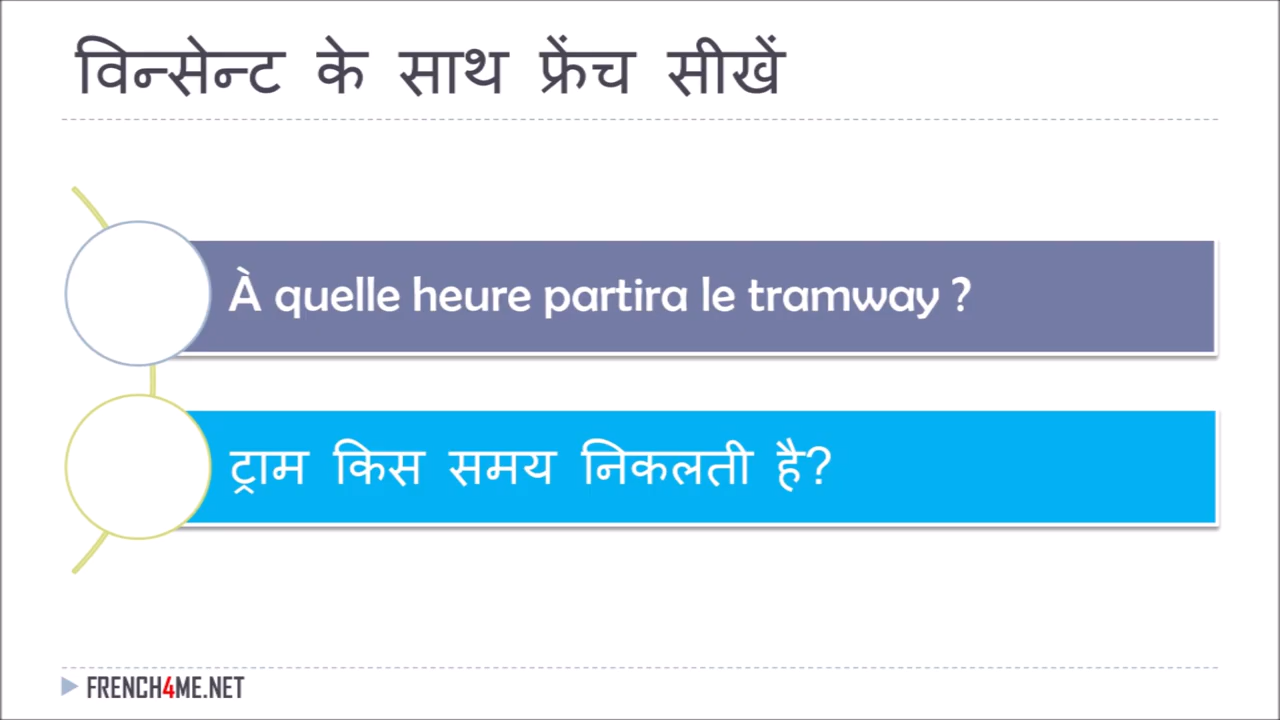 विन्सेन्ट के साथ फ्रेंच सीखें
À quelle heure partira le tramway ?
ट्राम किस समय निकलती है?
FRENCH4ME.NET